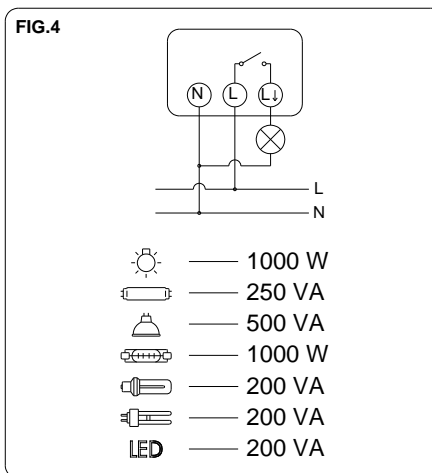 FIG.4
N L L↓
L
N
1000 W
250 VA
500 VA
1000 W
200 VA
200 VA
LED 200 VA